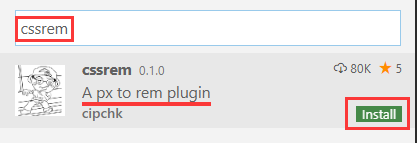 cssrem
cssrem 0.1.0 80K 5
A px to rem plugin
cipchk Install